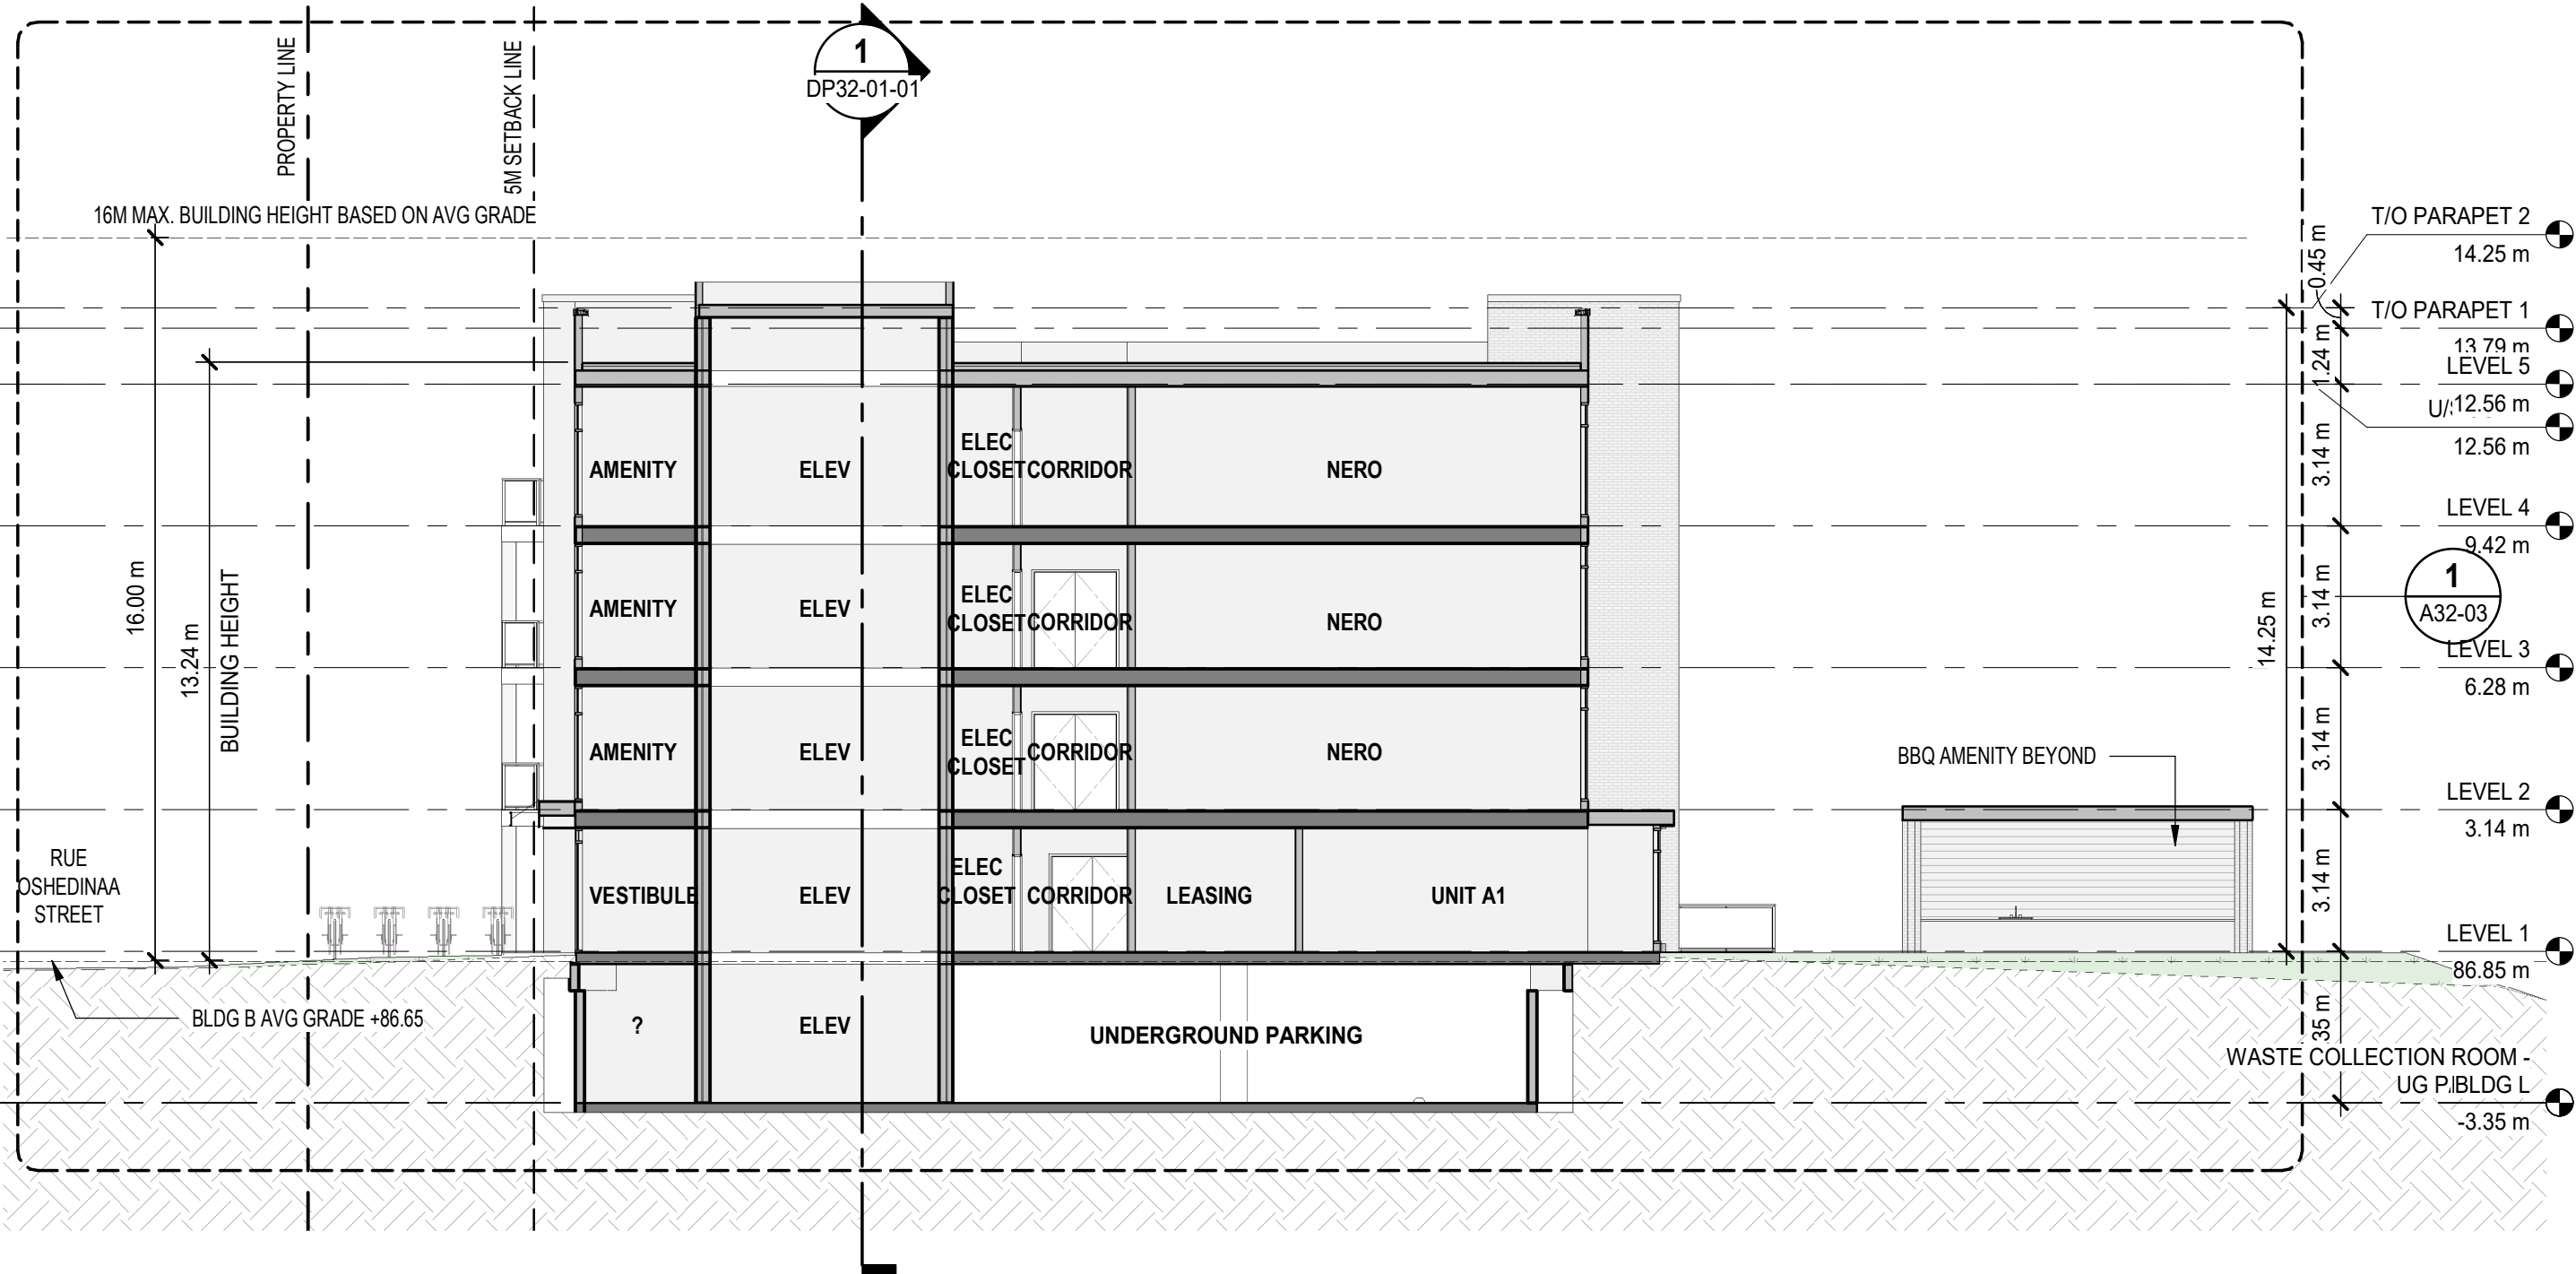 PROPERTY LINE
5M SETBACK LINE
1
DP32-01-01
16M MAX. BUILDING HEIGHT BASED ON AVG GRADE
T/O PARAPET 2
14.25 m
0.45 m
T/O PARAPET 1
13.79 m
1.24 m
LEVEL 5
12.56 m
12.56 m
3.14 m
AMENITY
ELEV
ELEC
CLOSET
CORRIDOR
NERO
LEVEL 4
9.42 m
1
A32-03
3.14 m
16.00 m
13.24 m
BUILDING HEIGHT
14.25 m
AMENITY
ELEV
ELEC
CLOSET
CORRIDOR
NERO
LEVEL 3
6.28 m
3.14 m
AMENITY
ELEV
ELEC
CLOSET
CORRIDOR
NERO
BBQ AMENITY BEYOND
LEVEL 2
3.14 m
3.14 m
RUE
OSHEDINAA
STREET
VESTIBULE
ELEV
ELEC
CLOSET
CORRIDOR
LEASING
UNIT A1
LEVEL 1
86.85 m
BLDG B AVG GRADE +86.65
?
ELEV
UNDERGROUND PARKING
WASTE COLLECTION ROOM -
BLDG L
-3.35 m